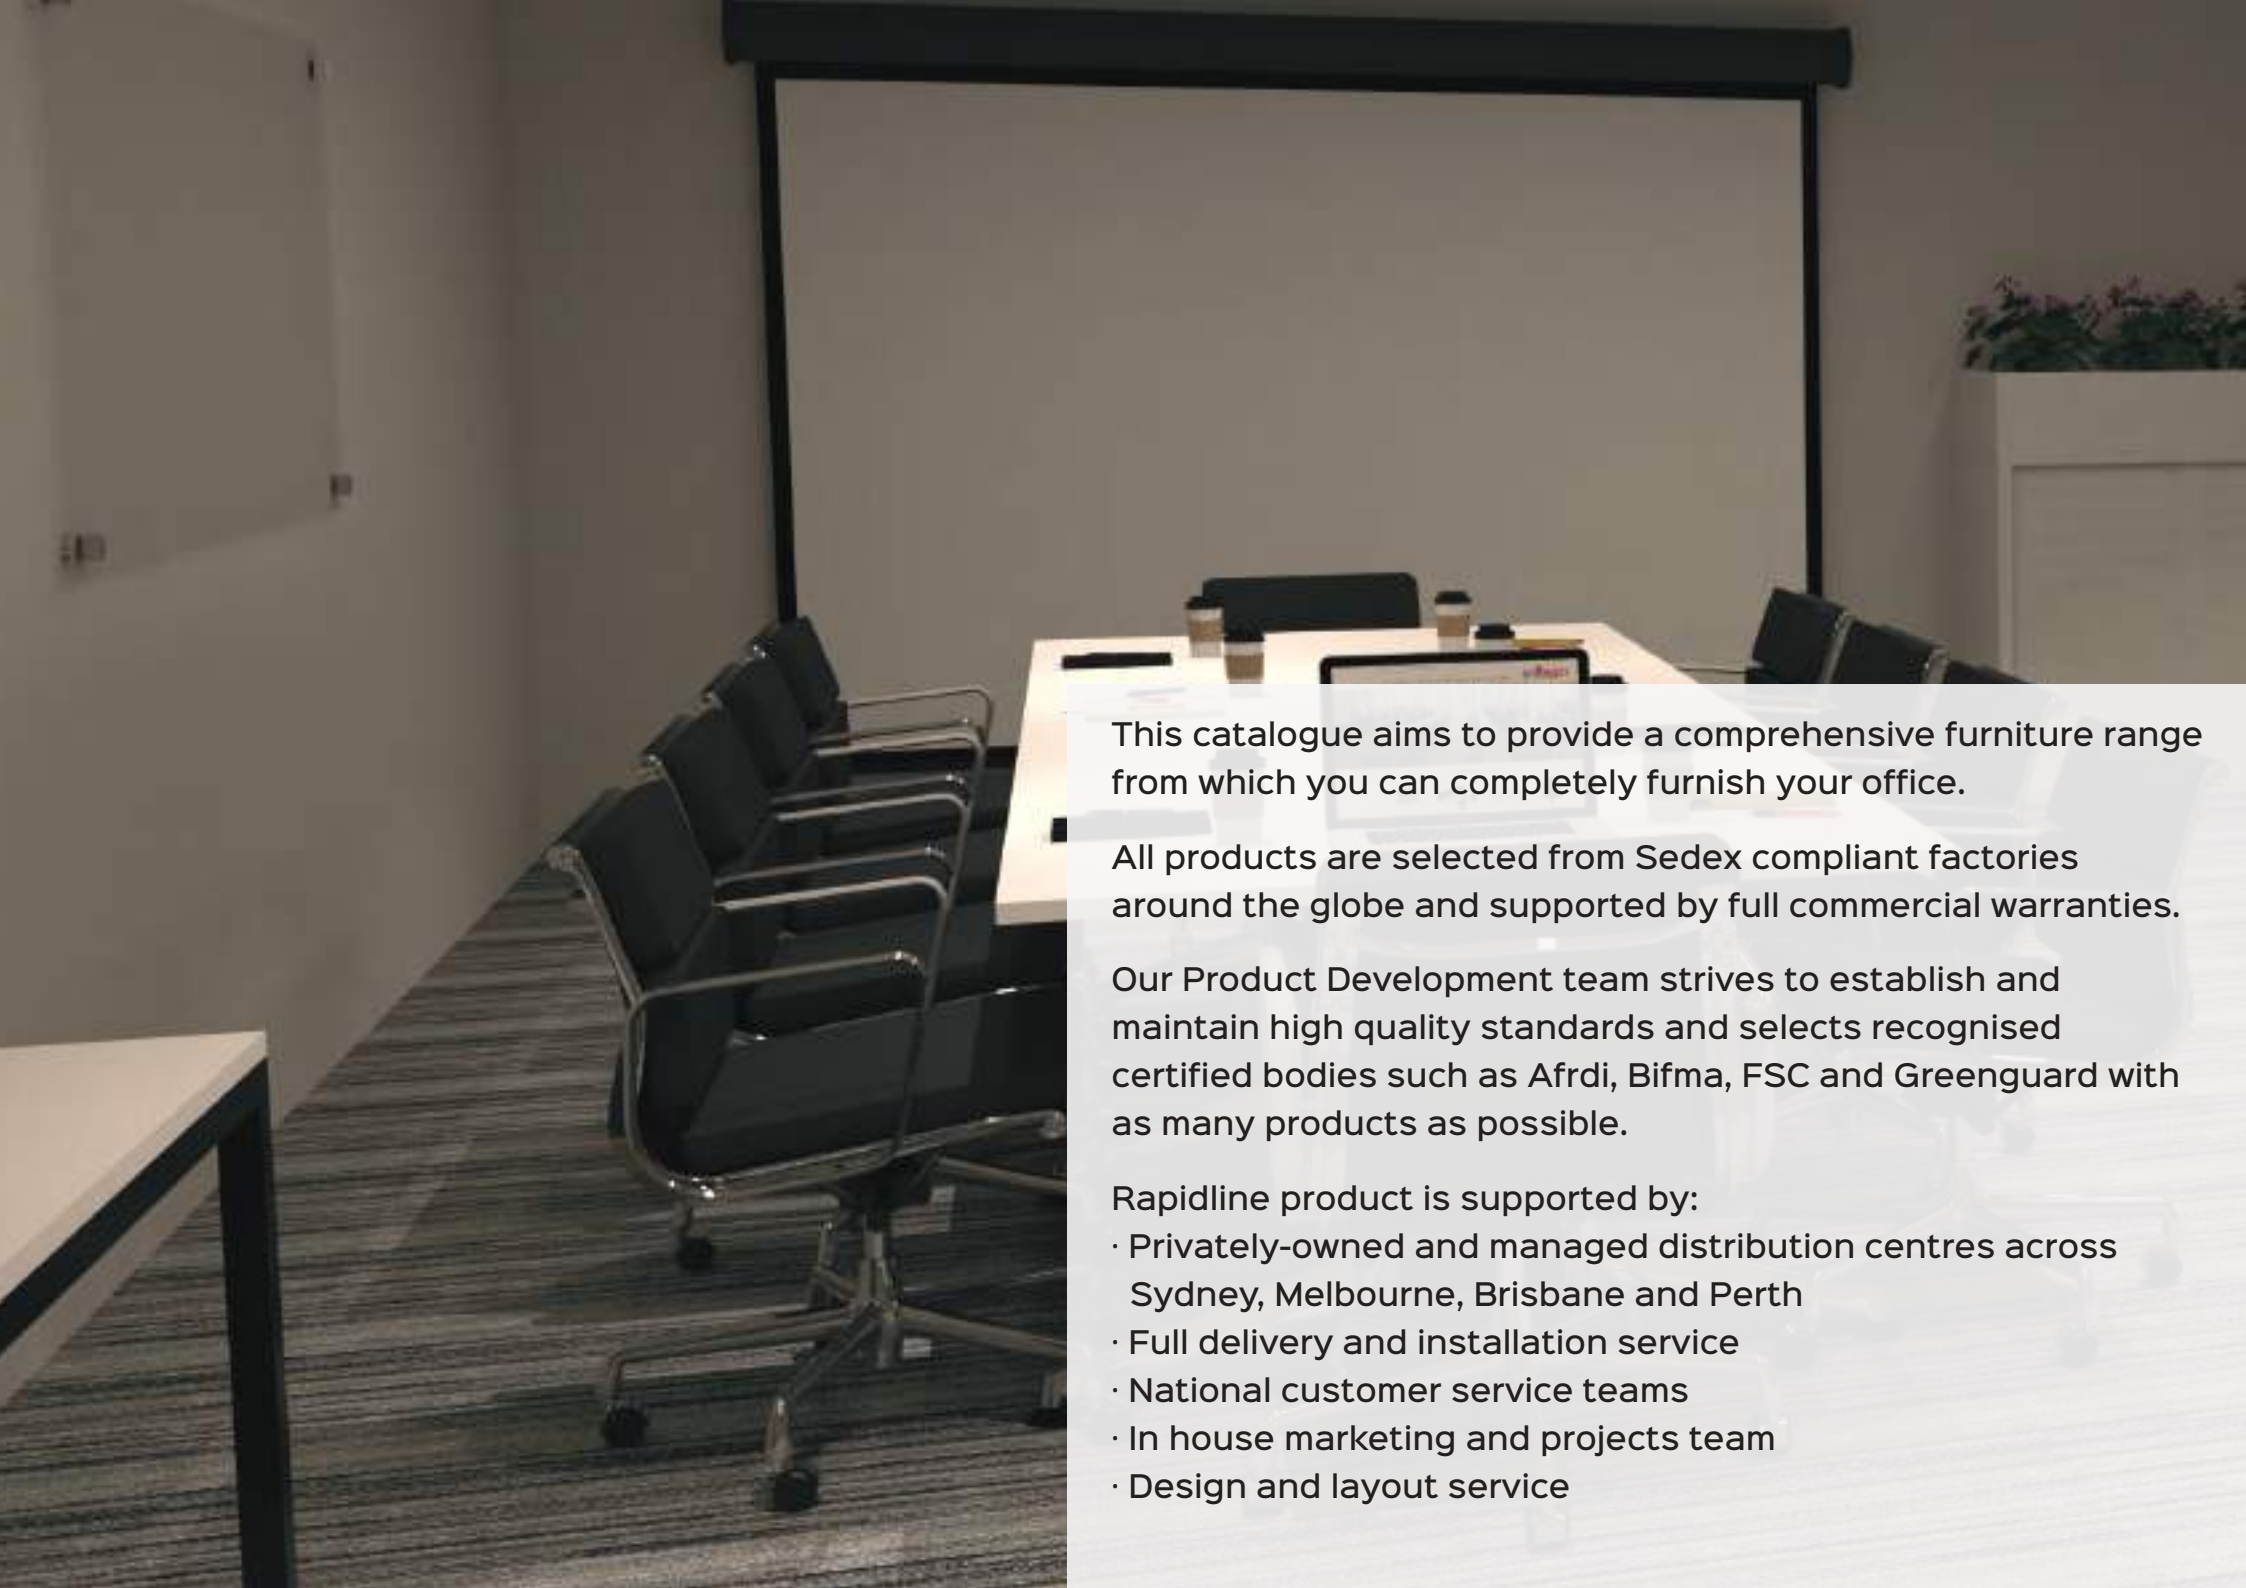 This catalogue aims to provide a comprehensive furniture range
from which you can completely furnish your office.
All products are selected from Sedex compliant factories
around the globe and supported by full commercial warranties.
Our Product Development team strives to establish and
maintain high quality standards and selects recognised
certified bodies such as Afrdi, Bifma, FSC and Greenguard with
as many products as possible.
Rapidline product is supported by:
· Privately-owned and managed distribution centres across
Sydney, Melbourne, Brisbane and Perth
· Full delivery and installation service
· National customer service teams
· In house marketing and projects team
· Design and layout service